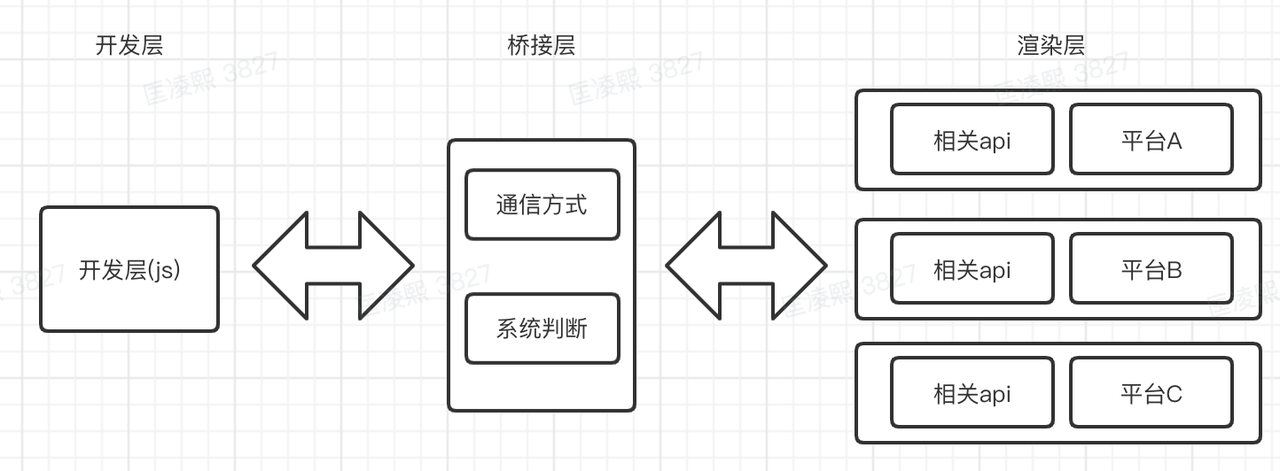 开发层
桥接层
渲染层
匡凌熙 3827
匡凌熙 3827
匡凌熙 3827
相关api
平台A
通信方式
开发层(js)
相关api
平台B
3827
匡凌熙 3827
匡凌熙 3827
匡凌熙
系统判断
相关api
平台C